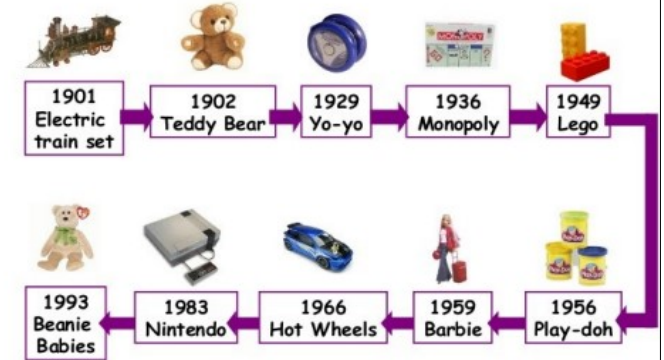 MONOPOLY
1901
Electric
train set
1902
Teddy Bear
1929
Yo-yo
1936
Monopoly
1949
Lego
1993
Beanie
Babies
1983
Nintendo
1966
Hot Wheels
1959
Barbie
1956
Play-doh